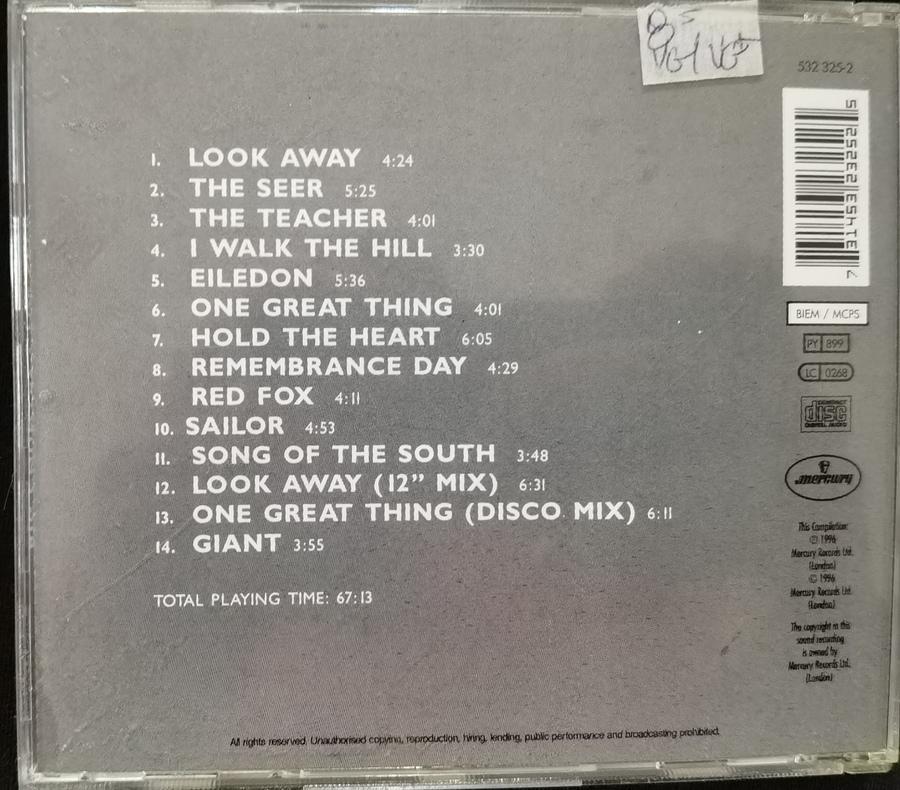 532 325-2
1. LOOK AWAY 4:24
2. THE SEER 5:25
3. THE TEACHER 4:01
4. I WALK THE HILL 3:30
5. EILEDON 5:36
6. ONE GREAT THING 4:01
7. HOLD THE HEART 6:05
8. REMEMBRANCE DAY 4:29
9. RED FOX 4:11
10. SAILOR 4:53
11. SONG OF THE SOUTH 3:48
12. LOOK AWAY (12” MIX) 6:31
13. ONE GREAT THING (DISCO MIX) 6:11
14. GIANT 3:55
TOTAL PLAYING TIME: 67:13
7 31453 23252 5
BIEM / MCPS
PY 899
LC 0268
COMPACT
disc
DIGITAL AUDIO
mercury
This Compilation:
℗ 1996
Mercury Records Ltd.
(London)
© 1996
Mercury Records Ltd.
(London)
The copyright in this
sound recording
is owned by
Mercury Records Ltd.
(London)
All rights reserved. Unauthorised copying, reproduction, hiring, lending, public performance and broadcasting prohibited.